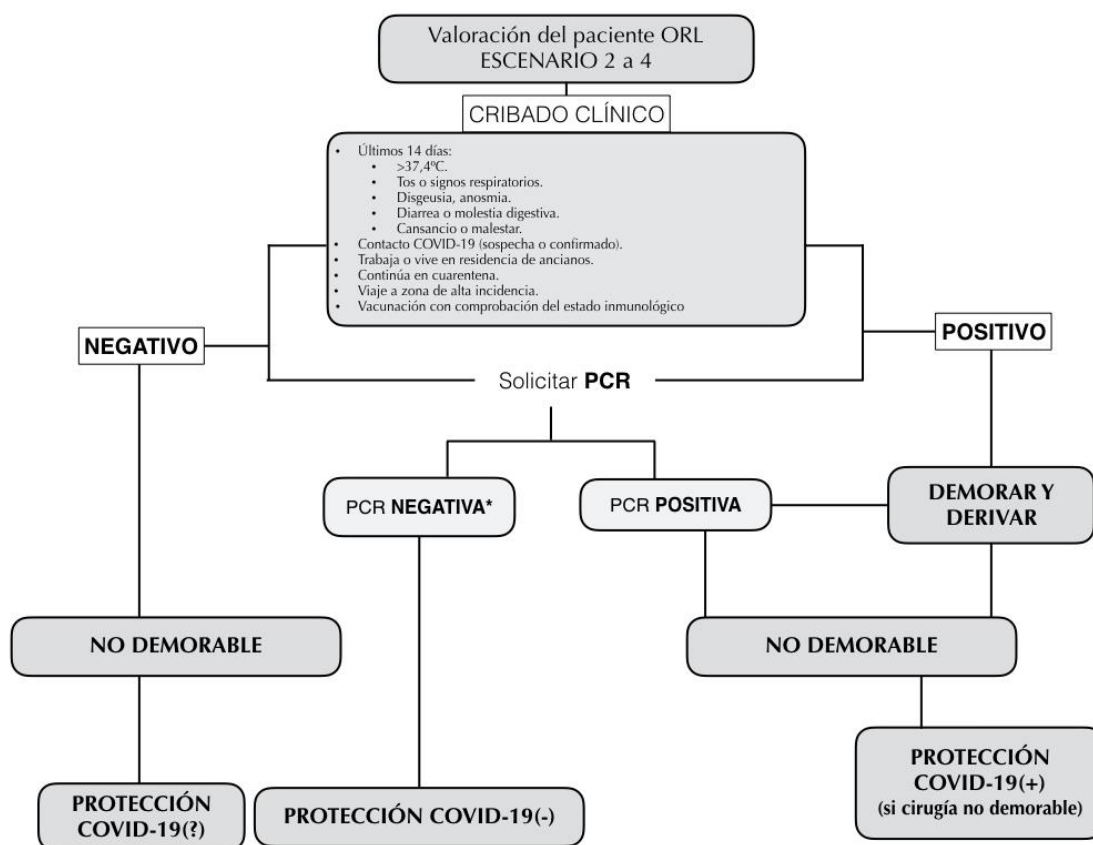 Valoración del paciente ORL
ESCENARIO 2 a 4
CRIBADO CLÍNICO
• Últimos 14 días:
• >37,4ºC.
• Tos o signos respiratorios.
• Disgeusia, anosmia.
• Diarrea o molestia digestiva.
• Cansancio o malestar.
• Contacto COVID-19 (sospecha o confirmado).
• Trabaja o vive en residencia de ancianos.
• Continúa en cuarentena.
• Viaje a zona de alta incidencia.
• Vacunación con comprobación del estado inmunológico
NEGATIVO
POSITIVO
Solicitar PCR
PCR NEGATIVA*
PCR POSITIVA
DEMORAR Y
DERIVAR
NO DEMORABLE
NO DEMORABLE
PROTECCIÓN
COVID-19(?)
PROTECCIÓN COVID-19(-)
PROTECCIÓN
COVID-19(+)
(si cirugía no demorable)